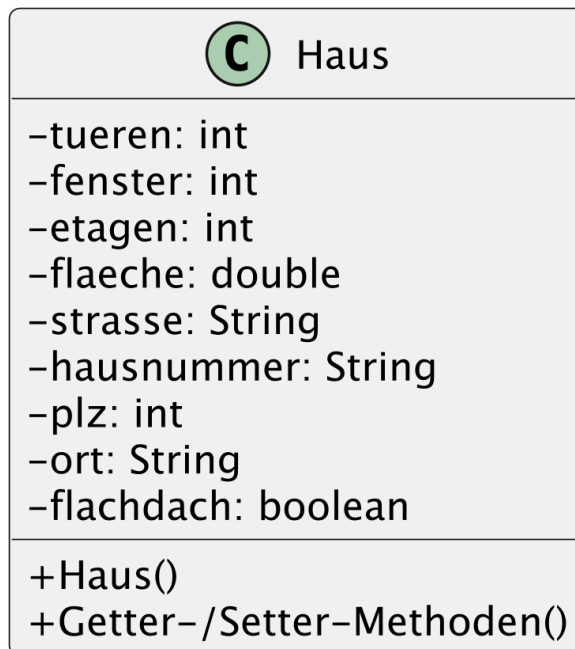 C Haus
-tueren: int
-fenster: int
-etagen: int
-flaeche: double
-strasse: String
-hausnummer: String
-plz: int
-ort: String
-flachdach: boolean
+Haus()
+Getter-/Setter-Methoden()